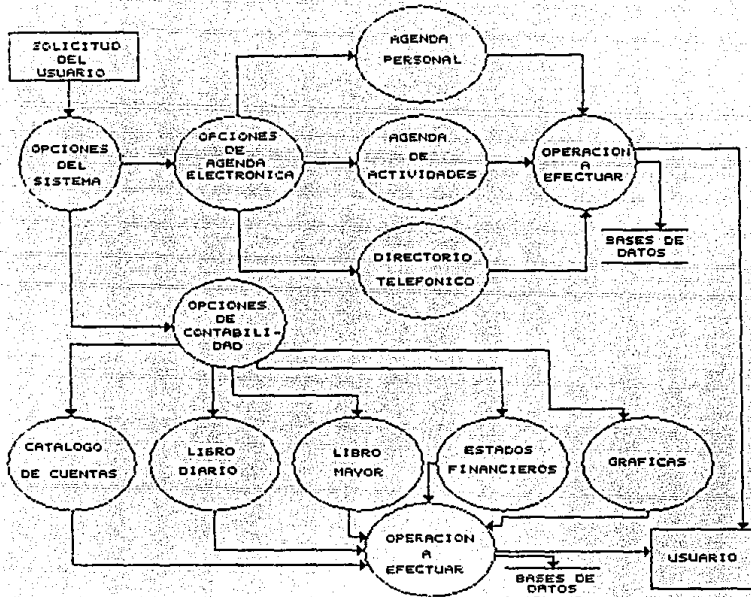 SOLICITUD
DEL
USUARIO
OPCIONES
DEL
SISTEMA
OPCIONES
DE
AGENDA
ELECTRONICA
AGENDA
PERSONAL
AGENDA
DE
ACTIVIDADES
DIRECTORIO
TELEFONICO
OPERACION
A
EFECTUAR
BASES DE
DATOS
OPCIONES
DE
CONTABILI-
DAD
CATALOGO
DE CUENTAS
LIBRO
DIARIO
LIBRO
MAYOR
ESTADOS
FINANCIEROS
GRAFICAS
OPERACION
A
EFECTUAR
BASES DE
DATOS
USUARIO